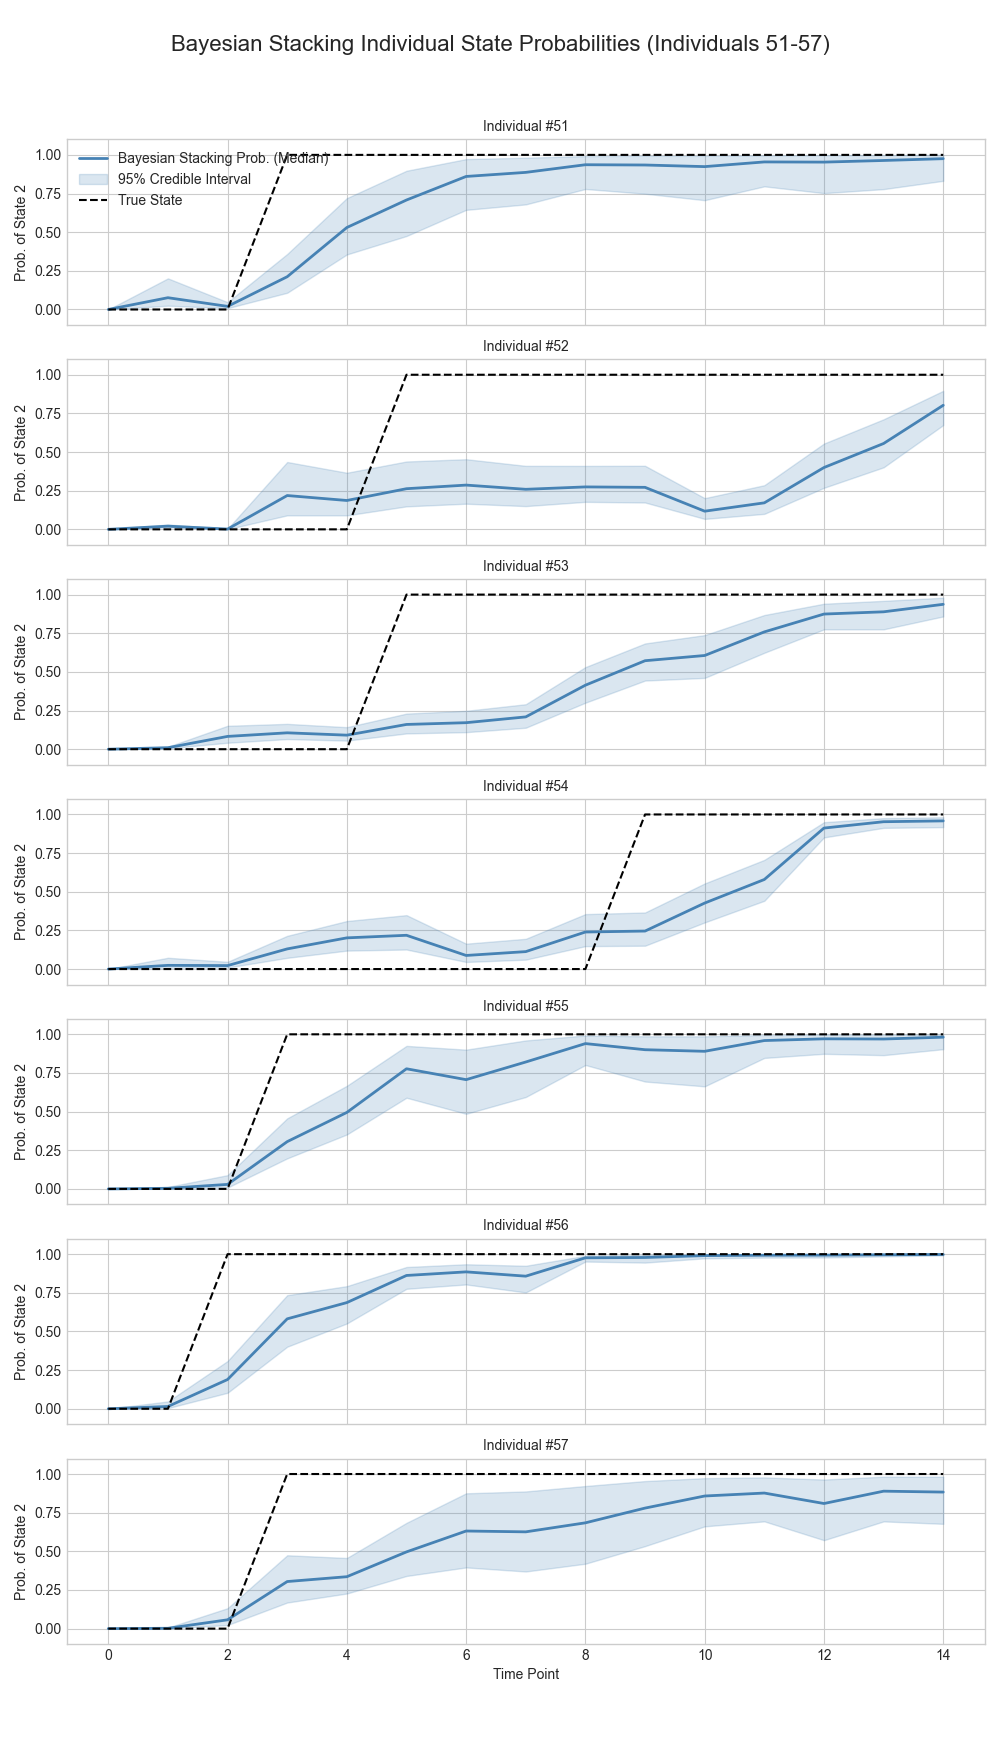 Bayesian Stacking Individual State Probabilities (Individuals 51-57)
Individual #51
Bayesian Stacking Prob. (Median)
95% Credible Interval
True State
Prob. of State 2
1.00
0.75
0.50
0.25
0.00
Individual #52
Prob. of State 2
1.00
0.75
0.50
0.25
0.00
Individual #53
Prob. of State 2
1.00
0.75
0.50
0.25
0.00
Individual #54
Prob. of State 2
1.00
0.75
0.50
0.25
0.00
Individual #55
Prob. of State 2
1.00
0.75
0.50
0.25
0.00
Individual #56
Prob. of State 2
1.00
0.75
0.50
0.25
0.00
Individual #57
Prob. of State 2
1.00
0.75
0.50
0.25
0.00
0 2 4 6 8 10 12 14
Time Point